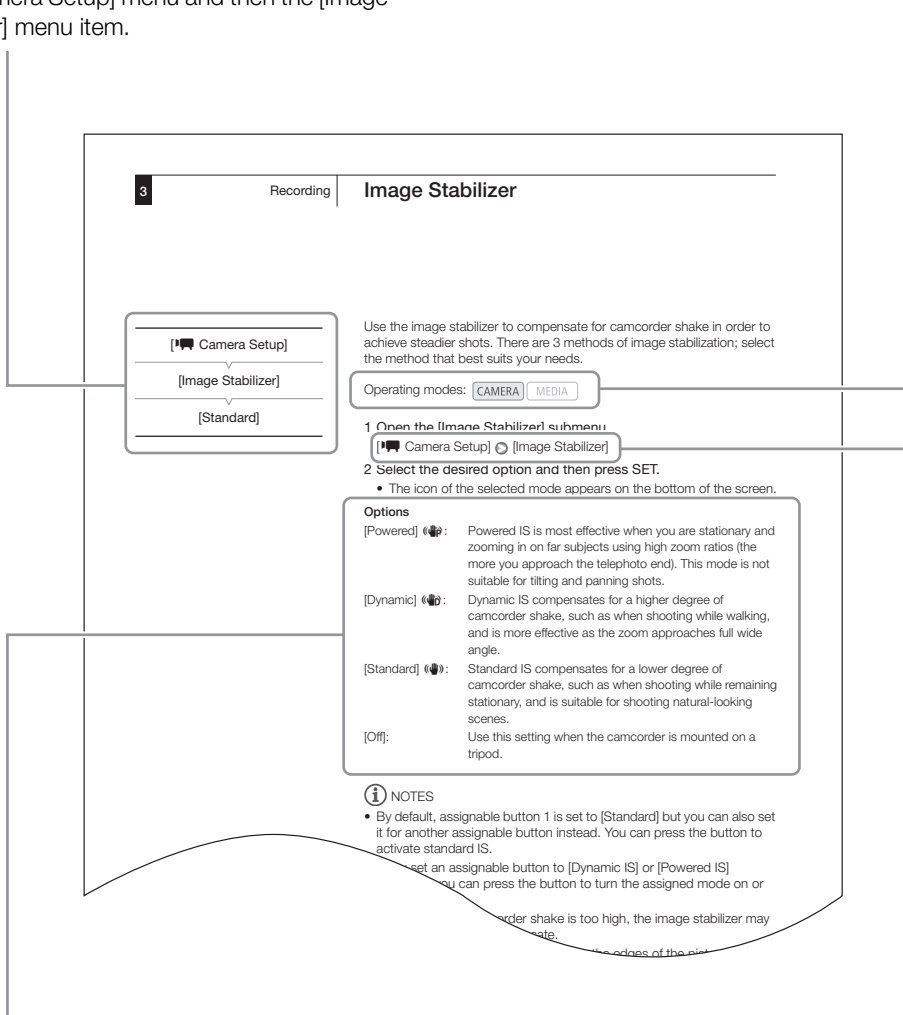 Camera Setup] menu and then the [Image
] menu item.
3 Recording Image Stabilizer
[ Camera Setup]
[Image Stabilizer]
[Standard]
Use the image stabilizer to compensate for camcorder shake in order to
achieve steadier shots. There are 3 methods of image stabilization; select
the method that best suits your needs.
Operating modes: CAMERA MEDIA
1 Open the [Image Stabilizer] submenu
[ Camera Setup] [Image Stabilizer]
2 Select the desired option and then press SET.
• The icon of the selected mode appears on the bottom of the screen.
Options
[Powered] : Powered IS is most effective when you are stationary and
zooming in on far subjects using high zoom ratios (the
more you approach the telephoto end). This mode is not
suitable for tilting and panning shots.
[Dynamic] : Dynamic IS compensates for a higher degree of
camcorder shake, such as when shooting while walking,
and is more effective as the zoom approaches full wide
angle.
[Standard] : Standard IS compensates for a lower degree of
camcorder shake, such as when shooting while remaining
stationary, and is suitable for shooting natural-looking
scenes.
[Off]: Use this setting when the camcorder is mounted on a
tripod.
NOTES
• By default, assignable button 1 is set to [Standard] but you can also set
it for another assignable button instead. You can press the button to
activate standard IS.
set an assignable button to [Dynamic IS] or [Powered IS]
you can press the button to turn the assigned mode on or
shake is too high, the image stabilizer may
the edges of the